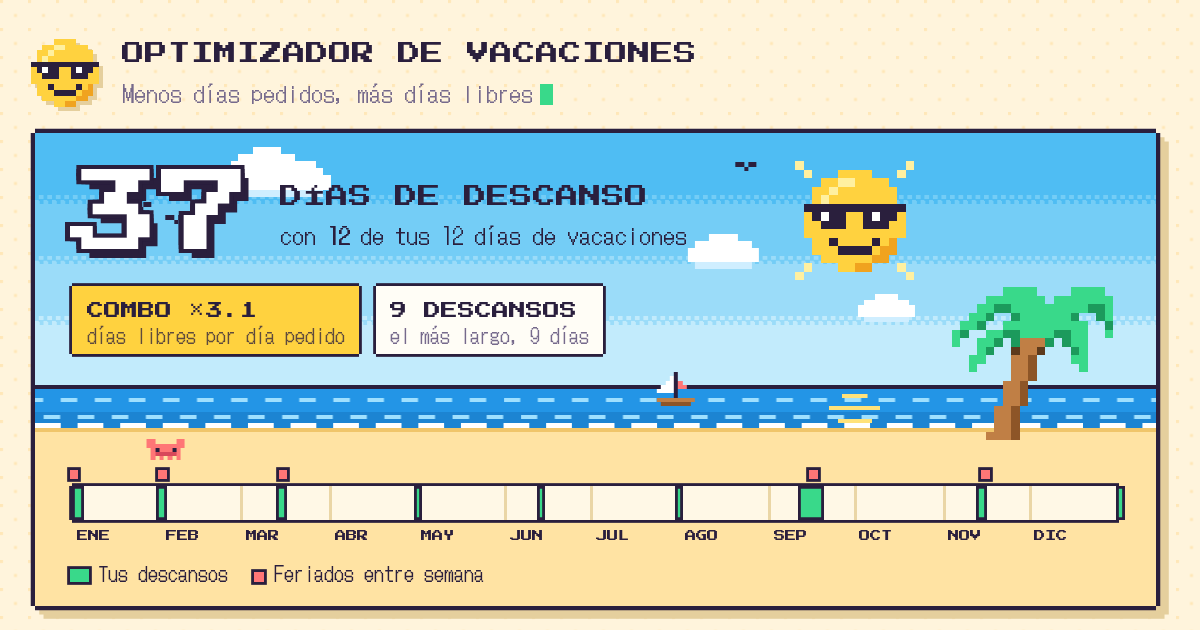 OPTIMIZADOR DE VACACIONES
Menos días pedidos, más días libres
37
DíAS DE DESCANSO
con 12 de tus 12 días de vacaciones
COMBO ×3.1
días libres por día pedido
9 DESCANSOS
el más largo, 9 días
ENE FEB MAR ABR MAY JUN JUL AGO SEP OCT NOV DIC
Tus descansos
Feriados entre semana